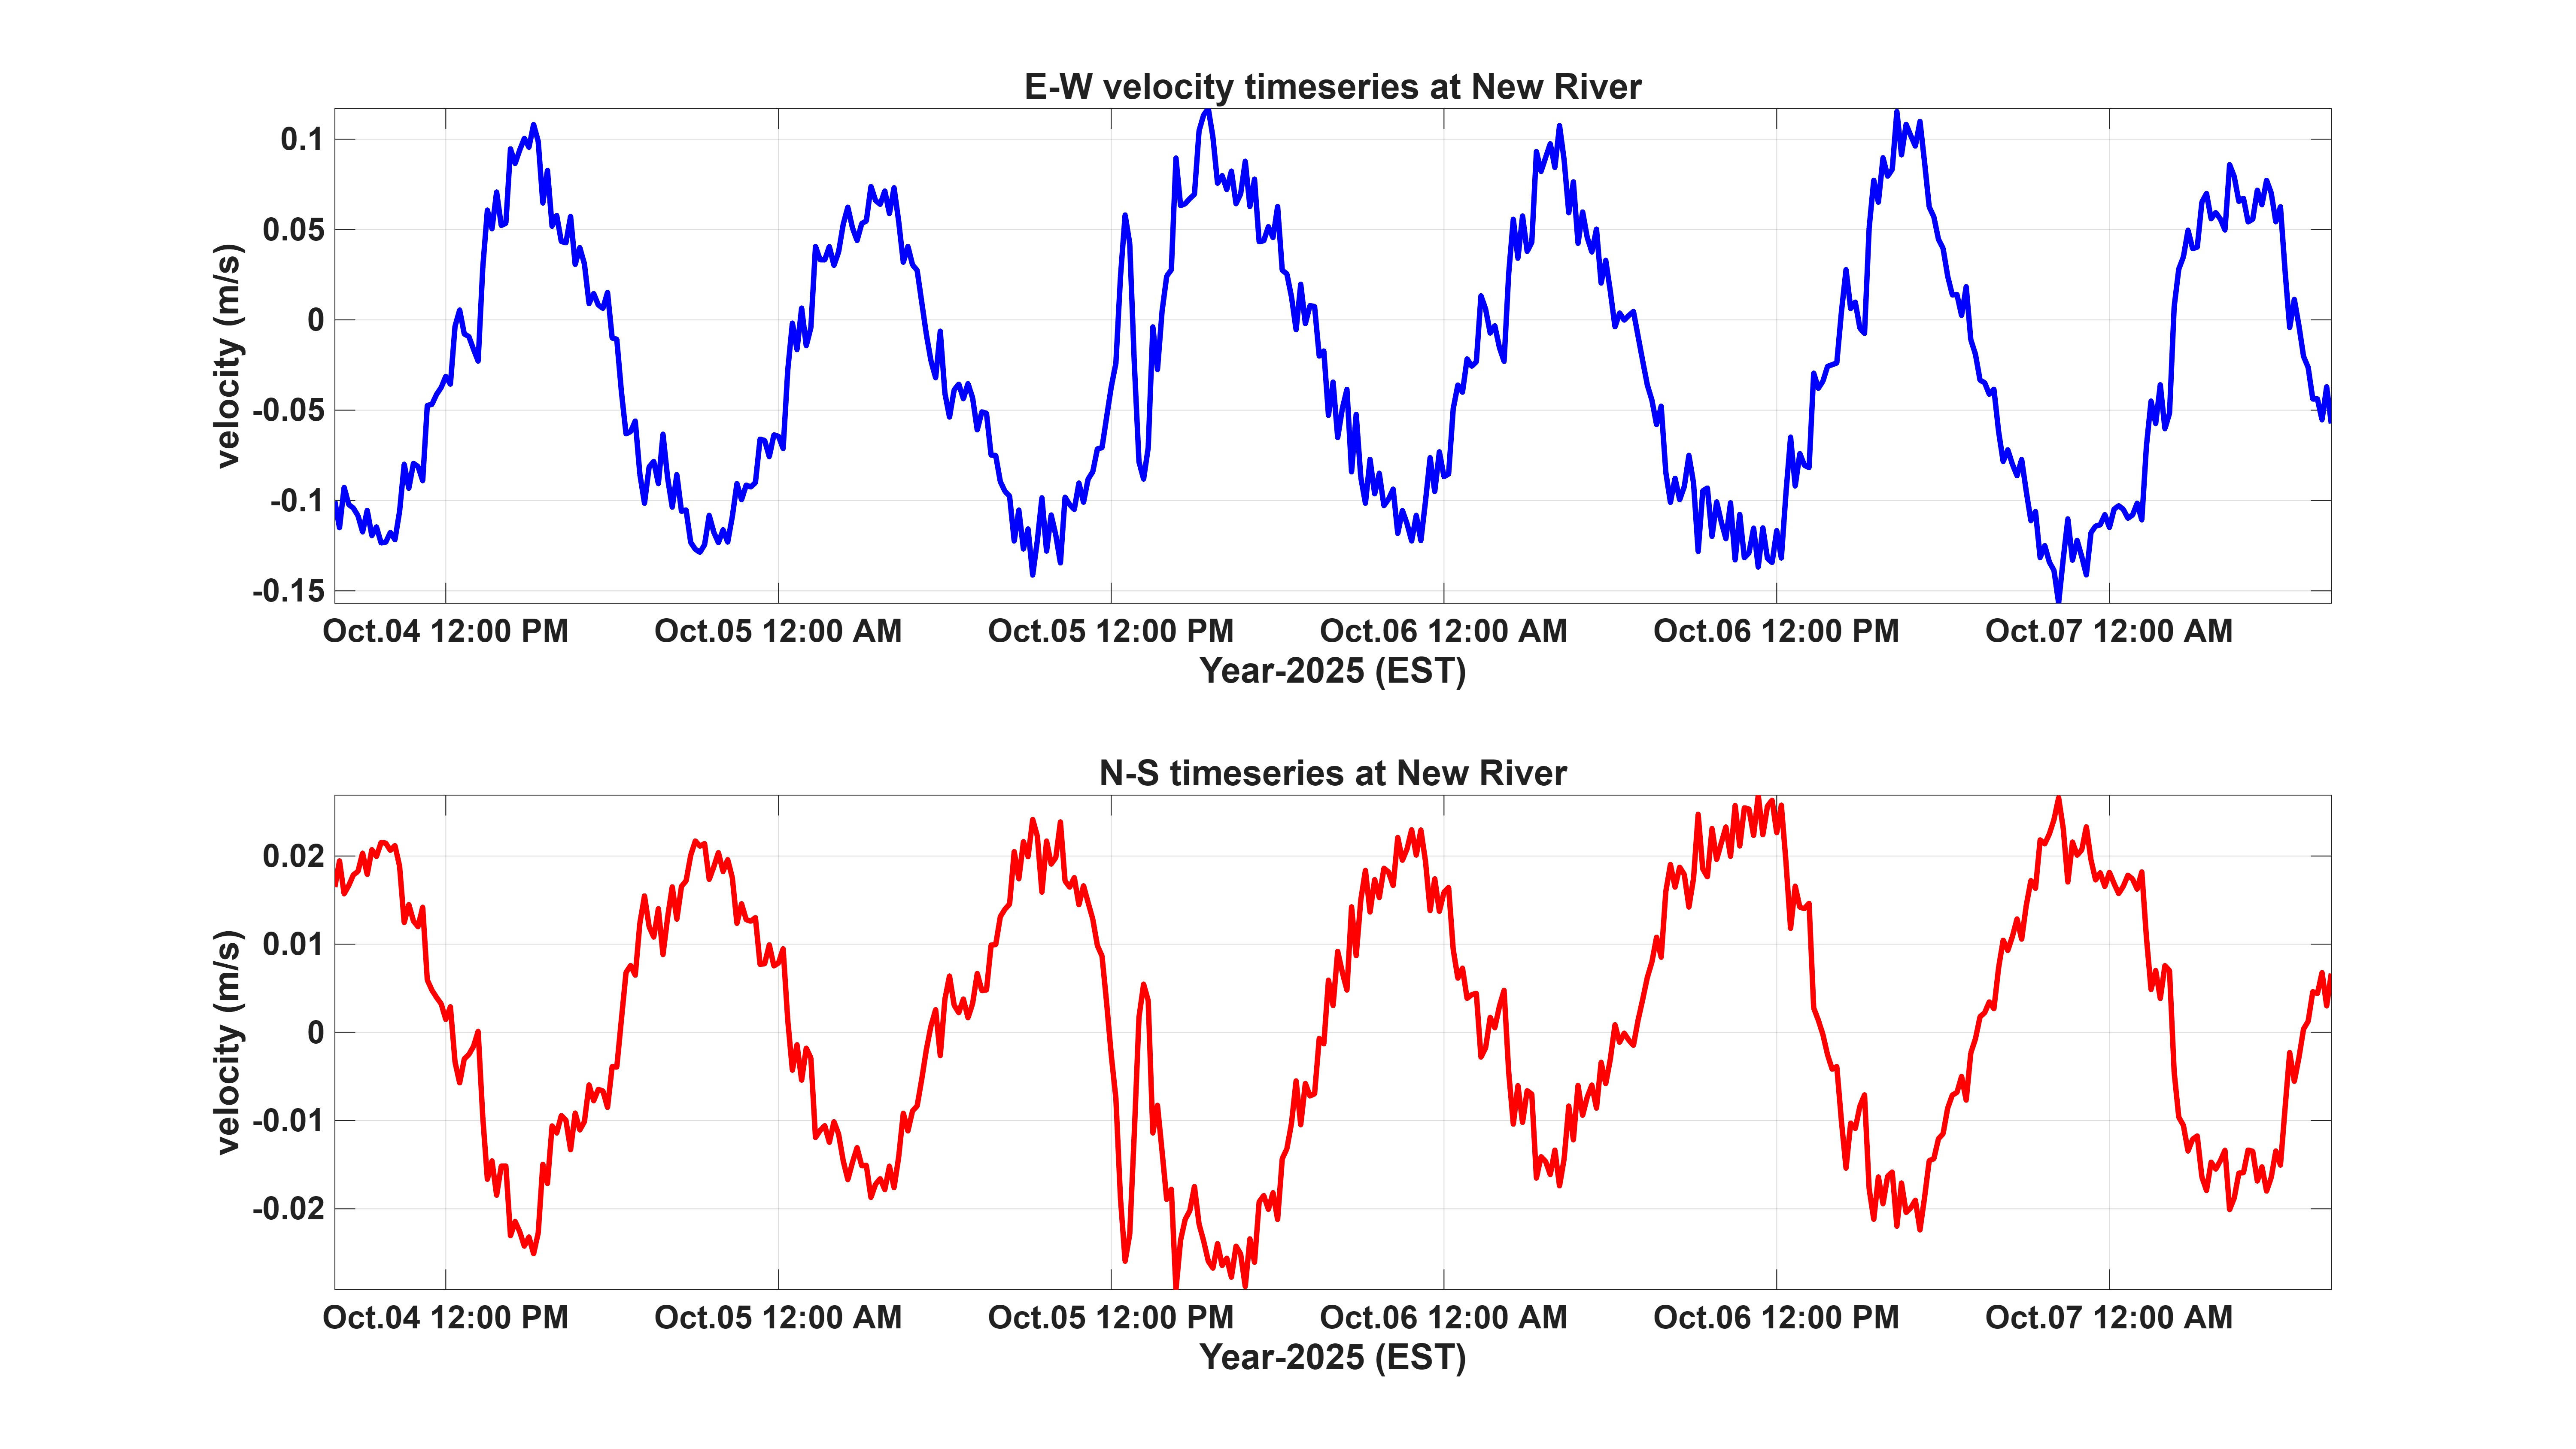 E-W velocity timeseries at New River
velocity (m/s)
0.1
0.05
0
-0.05
-0.1
-0.15
Oct.04 12:00 PM Oct.05 12:00 AM Oct.05 12:00 PM Oct.06 12:00 AM Oct.06 12:00 PM Oct.07 12:00 AM
Year-2025 (EST)
N-S timeseries at New River
velocity (m/s)
0.02
0.01
0
-0.01
-0.02
Oct.04 12:00 PM Oct.05 12:00 AM Oct.05 12:00 PM Oct.06 12:00 AM Oct.06 12:00 PM Oct.07 12:00 AM
Year-2025 (EST)